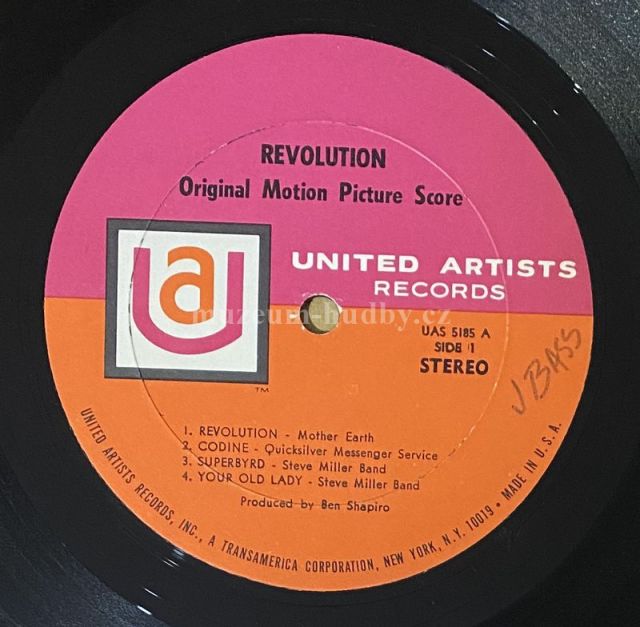 REVOLUTION
Original Motion Picture Score
ua
UNITED ARTISTS
RECORDS
muzeum-hudby.cz
UAS 5185 A
SIDE 1
STEREO
J BASS
TM
1. REVOLUTION - Mother Earth
2. CODINE - Quicksilver Messenger Service
3. SUPERBYRD - Steve Miller Band
4. YOUR OLD LADY - Steve Miller Band
Produced by Ben Shapiro
UNITED ARTISTS RECORDS, INC., A TRANSAMERICA CORPORATION, NEW YORK, N.Y. 10019 • MADE IN U.S.A.